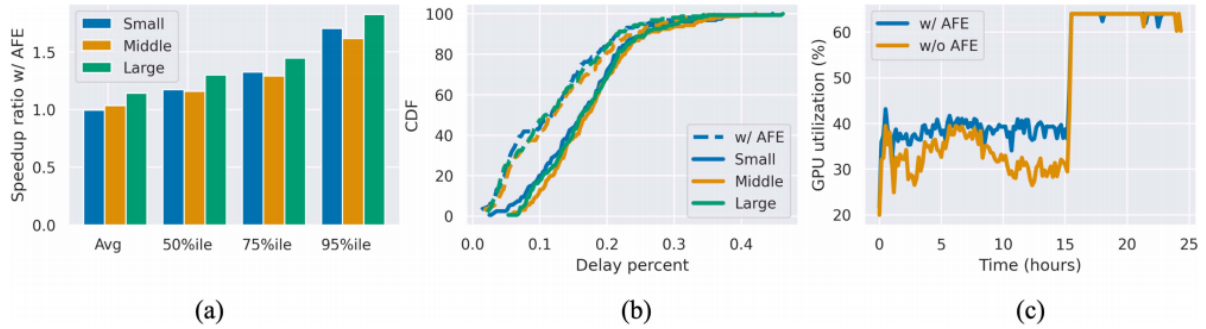 Speedup ratio w/ AFE
1.5
1.0
0.5
0.0
Small
Middle
Large
Avg
50%ile
75%ile
95%ile
(a)
CDF
100
80
60
40
20
0
w/ AFE
Small
Middle
Large
0.0
0.1
0.2
0.3
0.4
Delay percent
(b)
GPU utilization (%)
60
50
40
30
20
w/ AFE
w/o AFE
0
5
10
15
20
25
Time (hours)
(c)